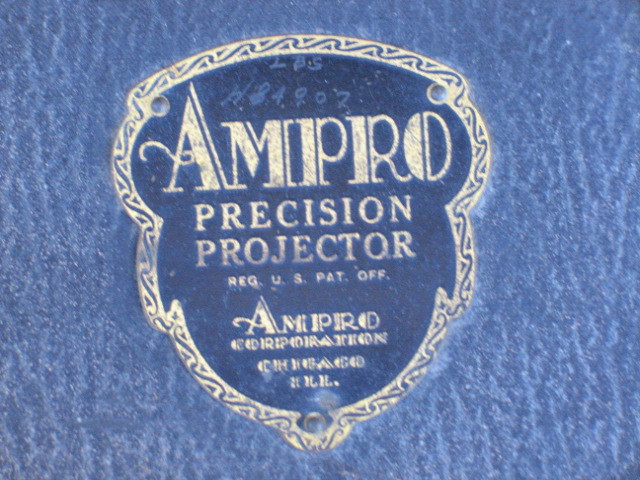 AMPRO
PRECISION
PROJECTOR
REG. U. S. PAT. OFF.
AMPRO
CORPORATION
CHICAGO
ILL.